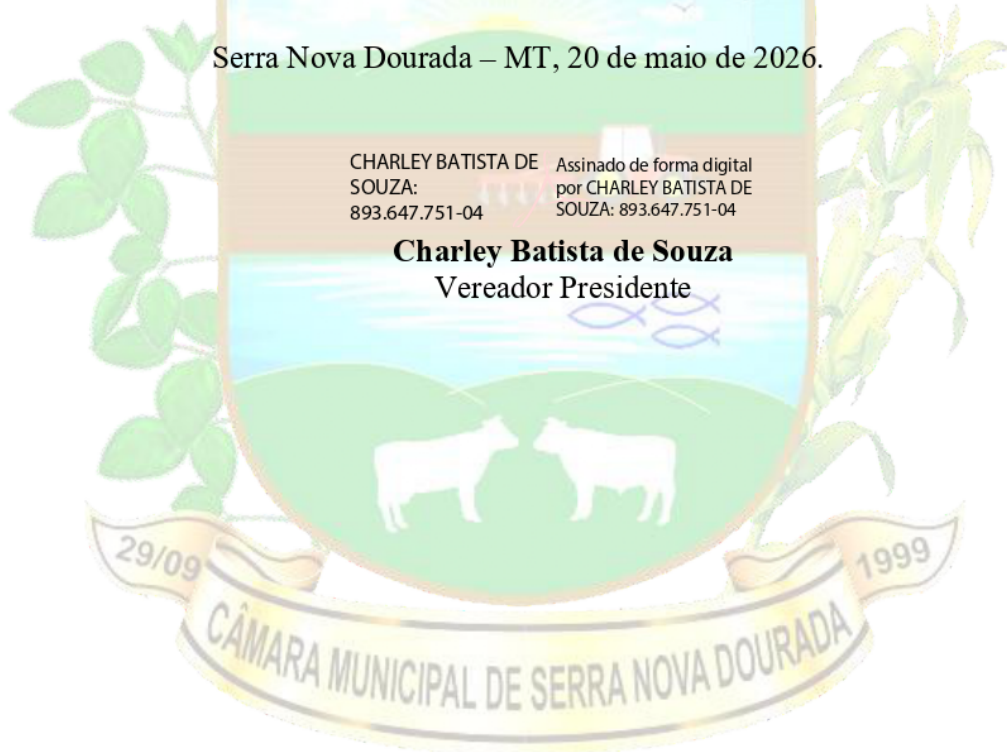 Serra Nova Dourada – MT, 20 de maio de 2026.
CHARLEY BATISTA DE
SOUZA:
893.647.751-04
Assinado de forma digital
por CHARLEY BATISTA DE
SOUZA: 893.647.751-04
Charley Batista de Souza
Vereador Presidente
29/09
1999
CÂMARA MUNICIPAL DE SERRA NOVA DOURADA